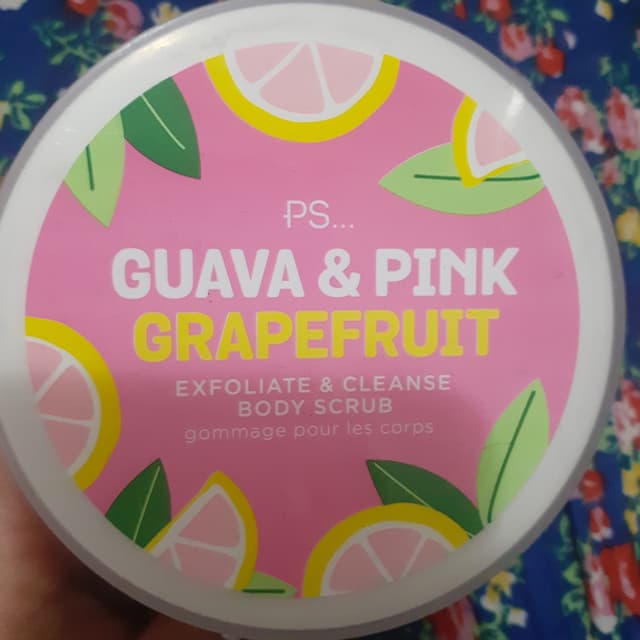 PS...
GUAVA & PINK
GRAPEFRUIT
EXFOLIATE & CLEANSE
BODY SCRUB
gommage pour les corps